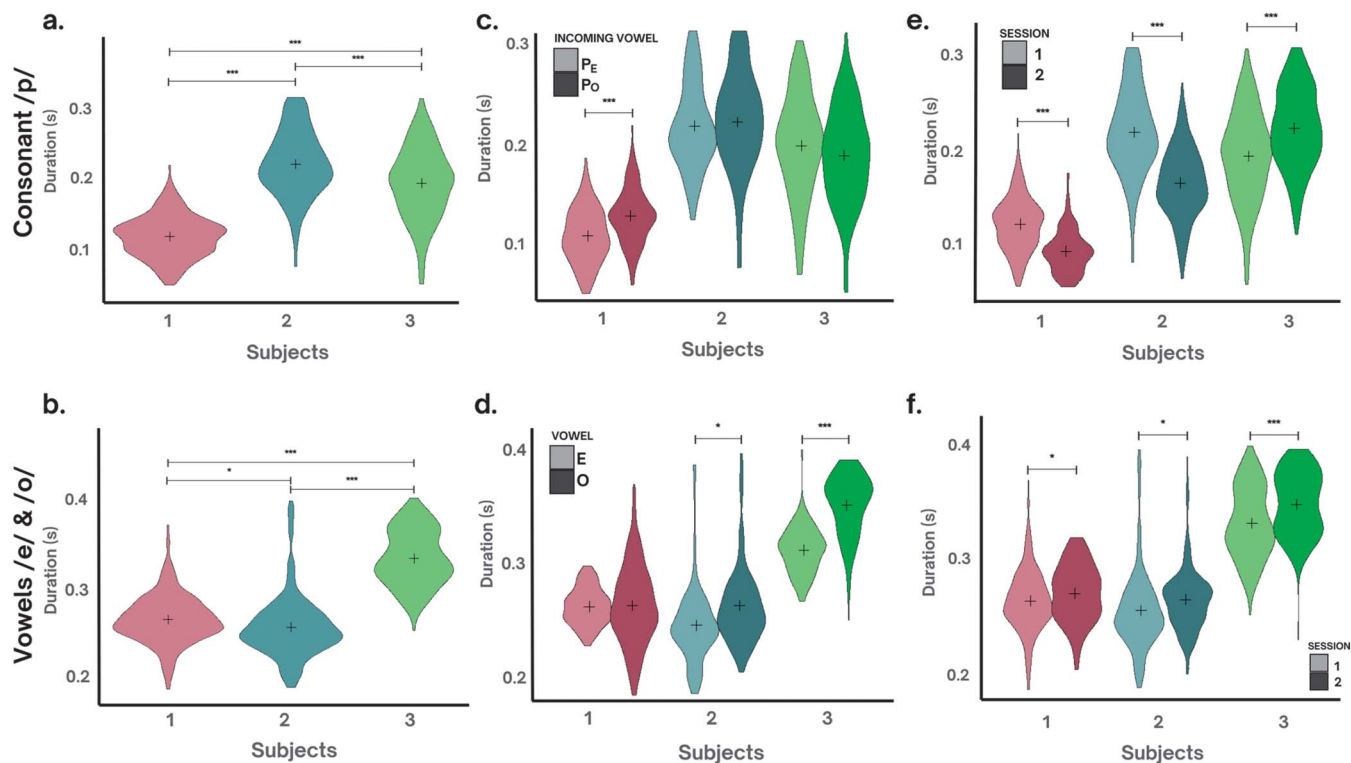 a.
Consonant /p/
Duration (s)
0.3
0.2
0.1
***
***
***
1
2
3
Subjects
c.
INCOMING VOWEL
PE
PO
Duration (s)
0.3
0.2
0.1
***
1
2
3
Subjects
e.
SESSION
1
2
Duration (s)
0.3
0.2
0.1
***
***
***
1
2
3
Subjects
b.
Vowels /e/ & /o/
Duration (s)
0.4
0.3
0.2
***
*
***
1
2
3
Subjects
d.
VOWEL
E
O
Duration (s)
0.4
0.3
0.2
*
***
1
2
3
Subjects
f.
Duration (s)
0.4
0.3
0.2
*
*
***
SESSION
1
2
1
2
3
Subjects